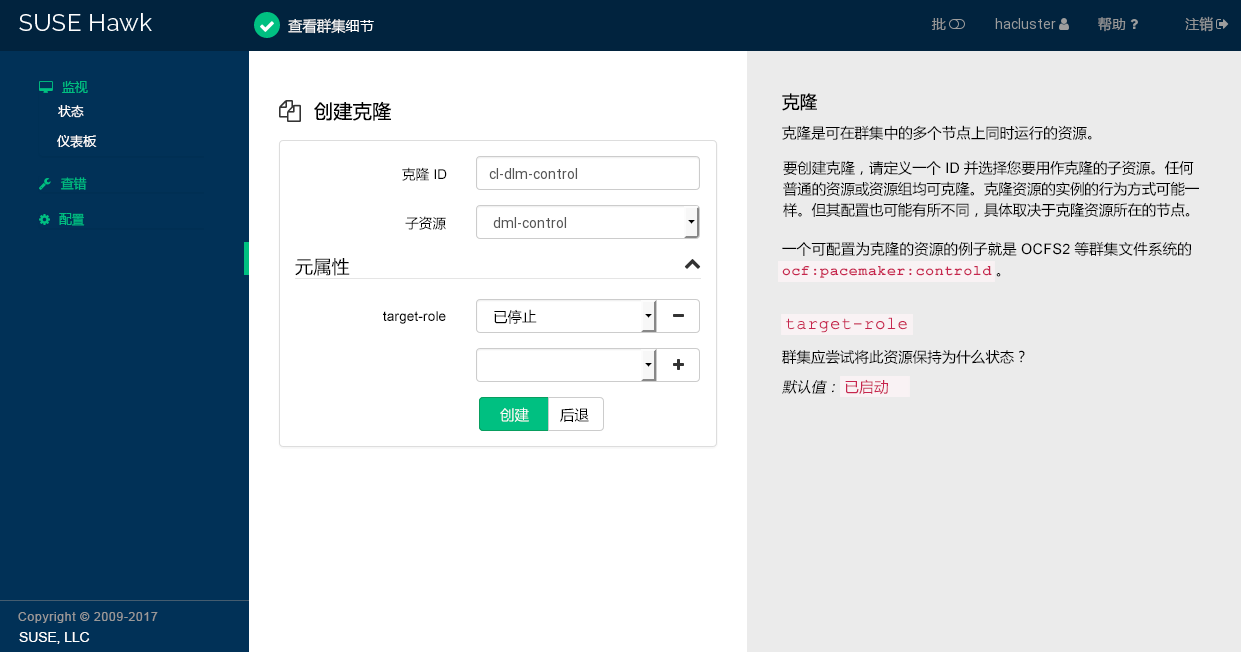 SUSE Hawk
查看群集细节
批
hacluster
帮助 ?
注销
监视
状态
仪表板
查错
配置
Copyright © 2009-2017
SUSE, LLC
创建克隆
克隆 ID
cl-dlm-control
子资源
dml-control
元属性
target-role
已停止
创建
后退
克隆
克隆是可在群集中的多个节点上同时运行的资源。
要创建克隆，请定义一个 ID 并选择您要用作克隆的子资源。任何
普通的资源或资源组均可克隆。克隆资源的实例的行为方式可能一
样。但其配置也可能有所不同，具体取决于克隆资源所在的节点。
一个可配置为克隆的资源的例子就是 OCFS2 等群集文件系统的
ocf:pacemaker:controld。
target-role
群集应尝试将此资源保持为什么状态？
默认值：已启动